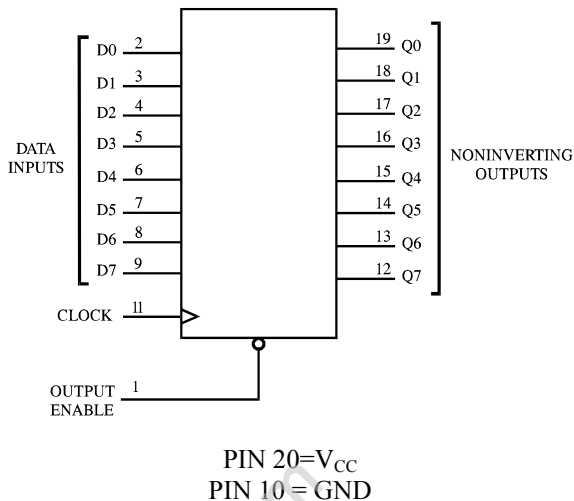 DATA
INPUTS
D0 2
D1 3
D2 4
D3 5
D4 6
D5 7
D6 8
D7 9
CLOCK 11
OUTPUT
ENABLE
1
19 Q0
18 Q1
17 Q2
16 Q3
15 Q4
14 Q5
13 Q6
12 Q7
NONINVERTING
OUTPUTS
PIN 20=VCC
PIN 10 = GND